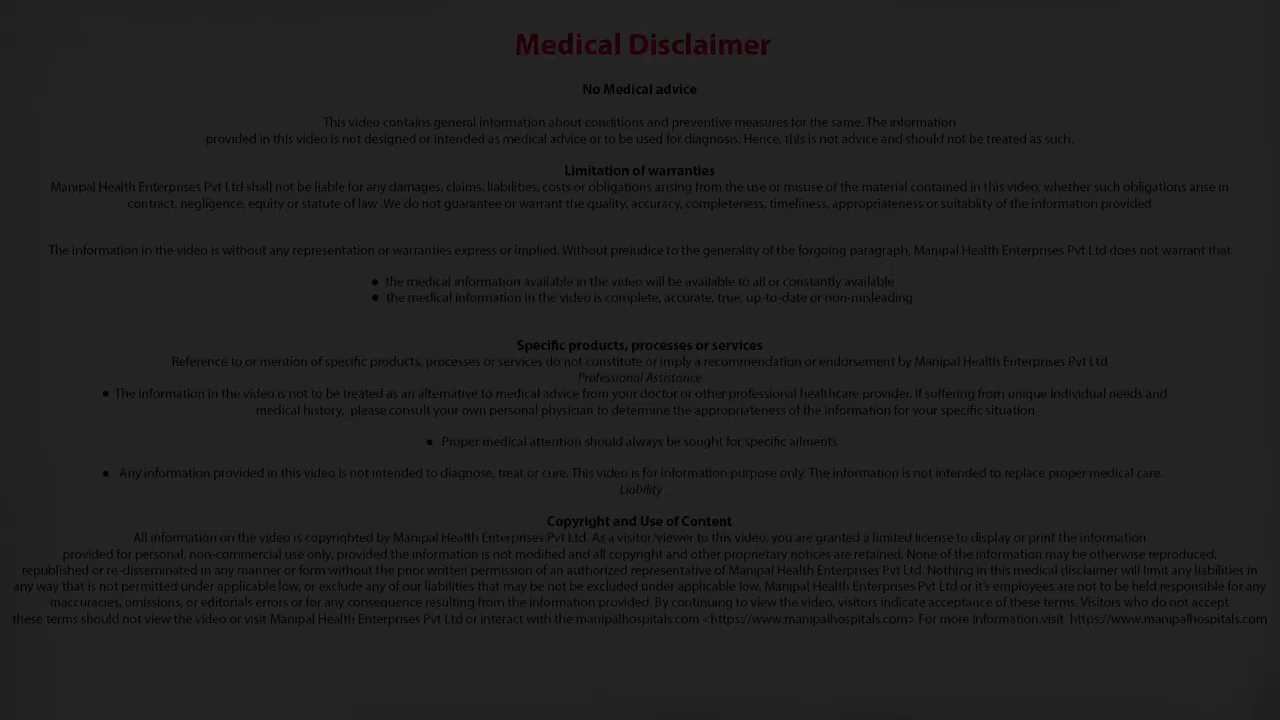 Medical Disclaimer
No Medical advice
This video contains general information about conditions and preventive measures for the same. The information
provided in this video is not designed or intended as medical advice or to be used for diagnosis. Hence, this is not advice and should not be treated as such.
Limitation of warranties
Manipal Health Enterprises Pvt Ltd shall not be liable for any damages, claims, liabilities, costs or obligations arising from the use or misuse of the material contained in this video, whether such obligations arise in
contract, negligence, equity or statute of law .We do not guarantee or warrant the quality, accuracy, completeness, timeliness, appropriateness or suitablity of the information provided
The information in the video is without any representation or warranties express or implied. Without prejudice to the generality of the forgoing paragraph, Manipal Health Enterprises Pvt Ltd does not warrant that
● the medical information available in the video will be available to all or constantly available
● the medical information in the video is complete, accurate, true, up-to-date or non-misleading
Specific products, processes or services
Reference to or mention of specific products, processes or services do not constitute or imply a recommendation or endorsement by Manipal Health Enterprises Pvt Ltd
Professional Assistance
● The information in the video is not to be treated as an alternative to medical advice from your doctor or other professional healthcare provider. If suffering from unique individual needs and
medical history, please consult your own personal physician to determine the appropriateness of the information for your specific situation
● Proper medical attention should always be sought for specific ailments
● Any information provided in this video is not intended to diagnose, treat or cure. This video is for information purpose only. The information is not intended to replace proper medical care.
Liability
Copyright and Use of Content
All information on the video is copyrighted by Manipal Health Enterprises Pvt Ltd. As a visitor/viewer to this video, you are granted a limited license to display or print the information
provided for personal, non-commercial use only, provided the information is not modified and all copyright and other proprietary notices are retained. None of the information may be otherwise reproduced,
republished or re-disseminated in any manner or form without the prior written permission of an authorized representative of Manipal Health Enterprises Pvt Ltd. Nothing in this medical disclaimer will limit any liabilities in
any way that is not permitted under applicable low, or exclude any of our liabilities that may be not be excluded under applicable low. Manipal Health Enterprises Pvt Ltd or it's employees are not to be held responsible for any
inaccuracies, omissions, or editorials errors or for any consequence resulting from the information provided. By continuing to view the video, visitors indicate acceptance of these terms. Visitors who do not accept
these terms should not view the video or visit Manipal Health Enterprises Pvt Ltd or interact with the manipalhospitals.com <https://www.manipalhospitals.com> For more information.visit https://www.manipalhospitals.com